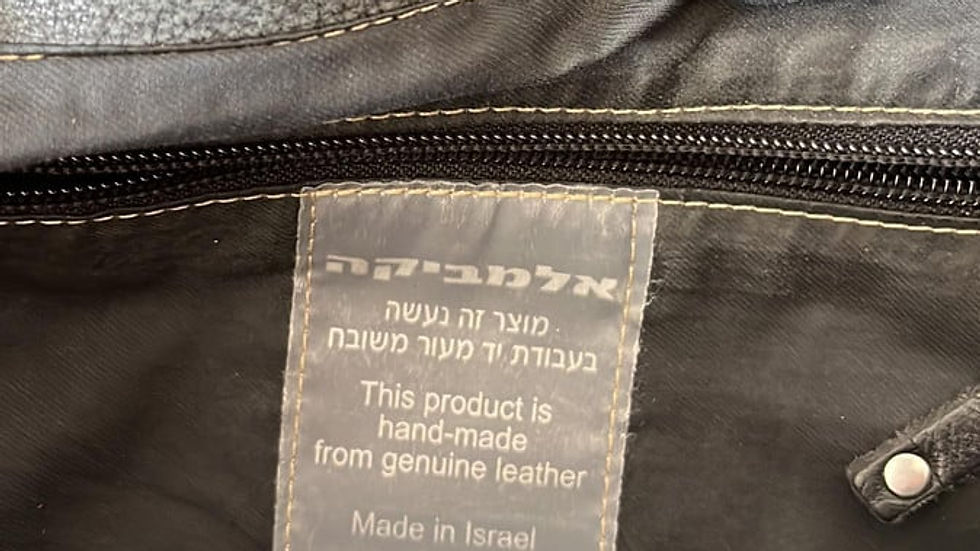 אלמביקה
מוצר זה נעשה
בעבודת יד מעור משובח
This product is
hand-made
from genuine leather
Made in Israel